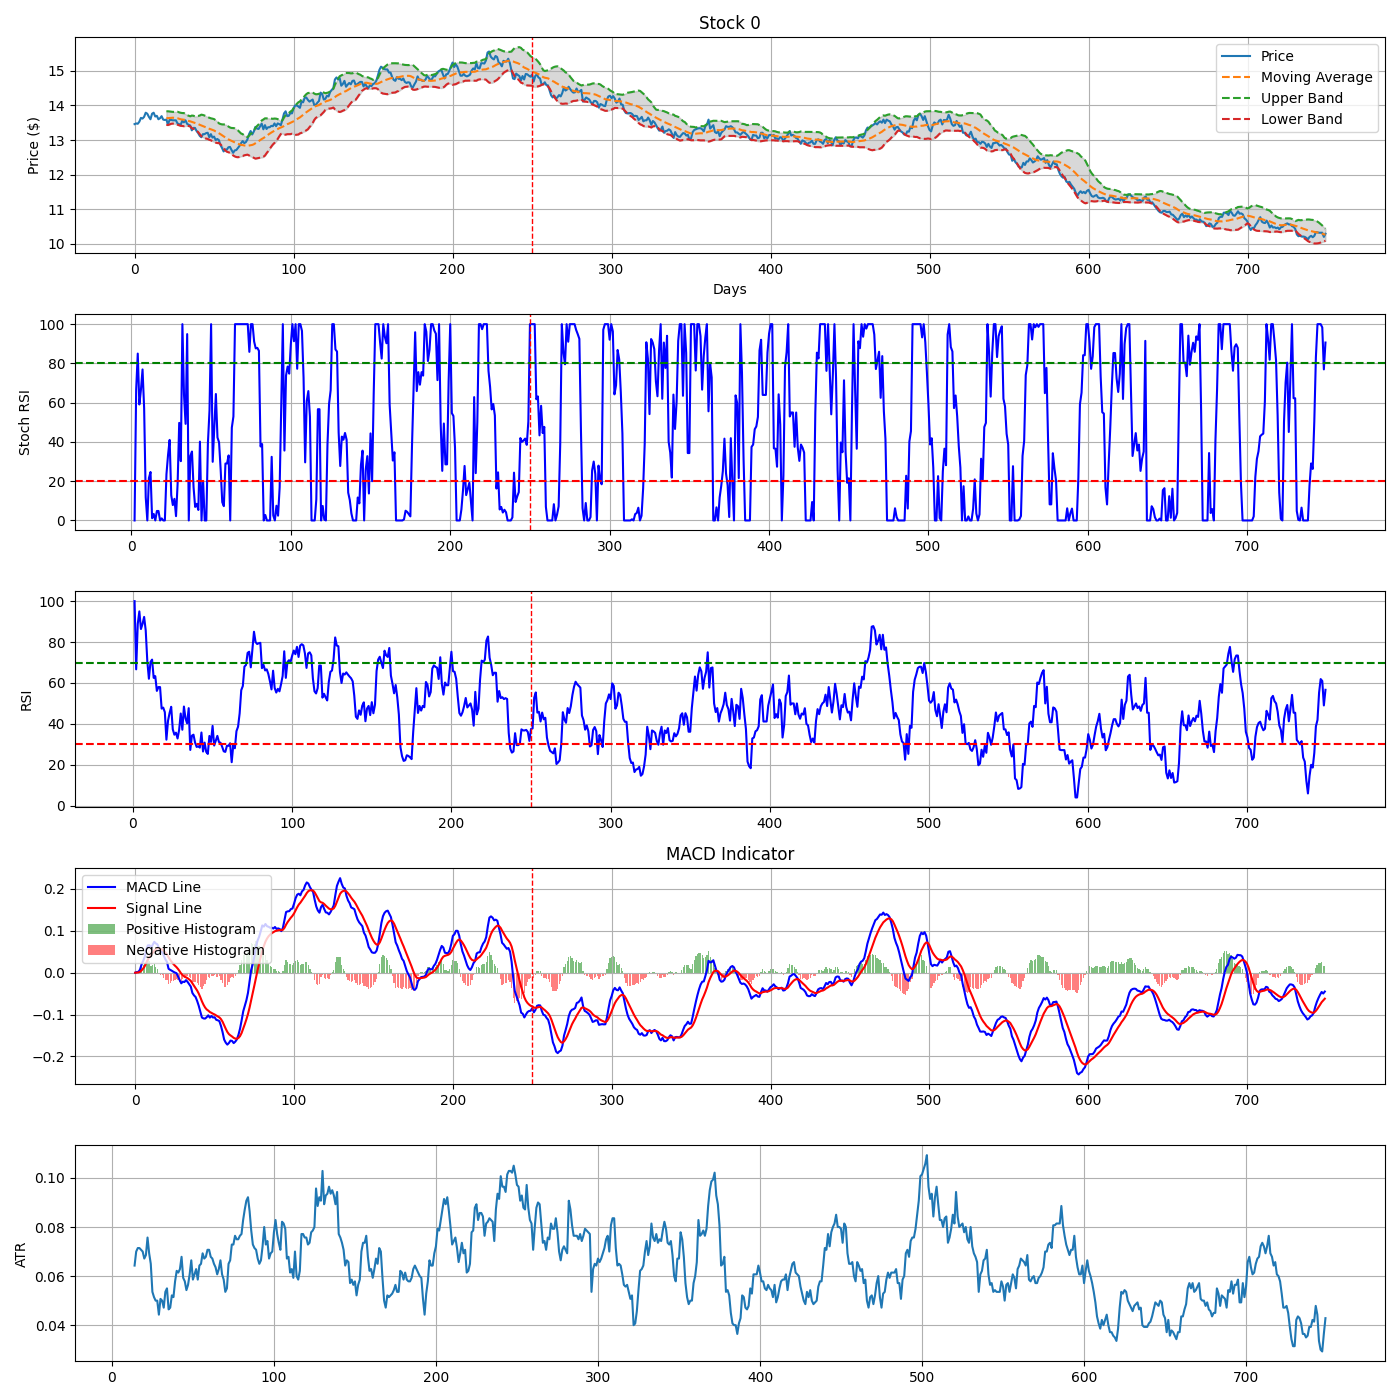 Stock 0
Price
Moving Average
Upper Band
Lower Band
Price ($)
15
14
13
12
11
10
0 100 200 300 400 500 600 700
Days
Stoch RSI
100
80
60
40
20
0
0 100 200 300 400 500 600 700
RSI
100
80
60
40
20
0
0 100 200 300 400 500 600 700
MACD Indicator
MACD Line
Signal Line
Positive Histogram
Negative Histogram
0.2
0.1
0.0
−0.1
−0.2
0 100 200 300 400 500 600 700
ATR
0.10
0.08
0.06
0.04
0 100 200 300 400 500 600 700